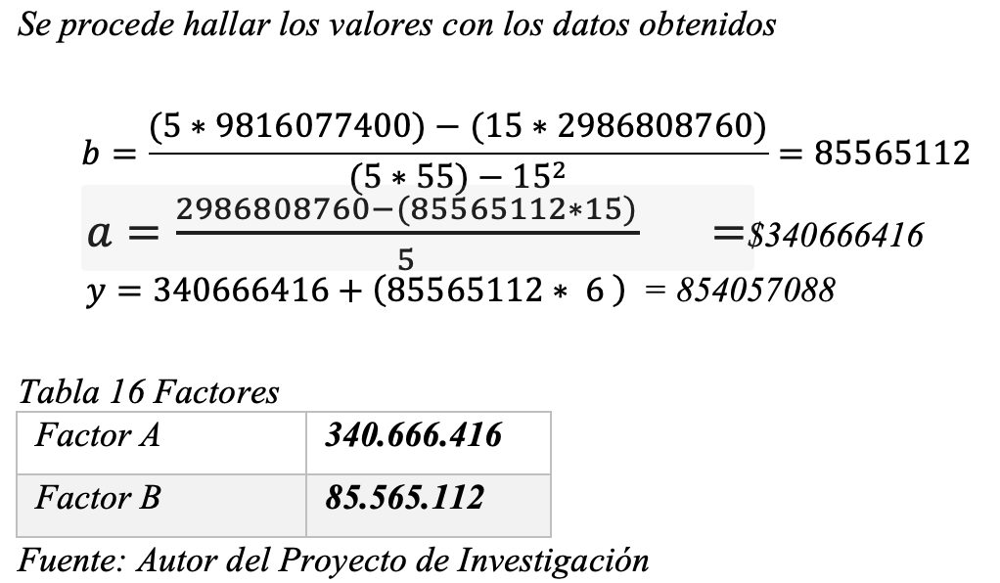 Se procede hallar los valores con los datos obtenidos
b = \frac{(5 * 9816077400) − (15 * 2986808760)}{(5 * 55) − 15²} = 85565112
a = \frac{2986808760−(85565112*15)}{5} =$340666416
y = 340666416 + (85565112 * 6 ) = 854057088
Tabla 16 Factores
Factor A 340.666.416
Factor B 85.565.112
Fuente: Autor del Proyecto de Investigación